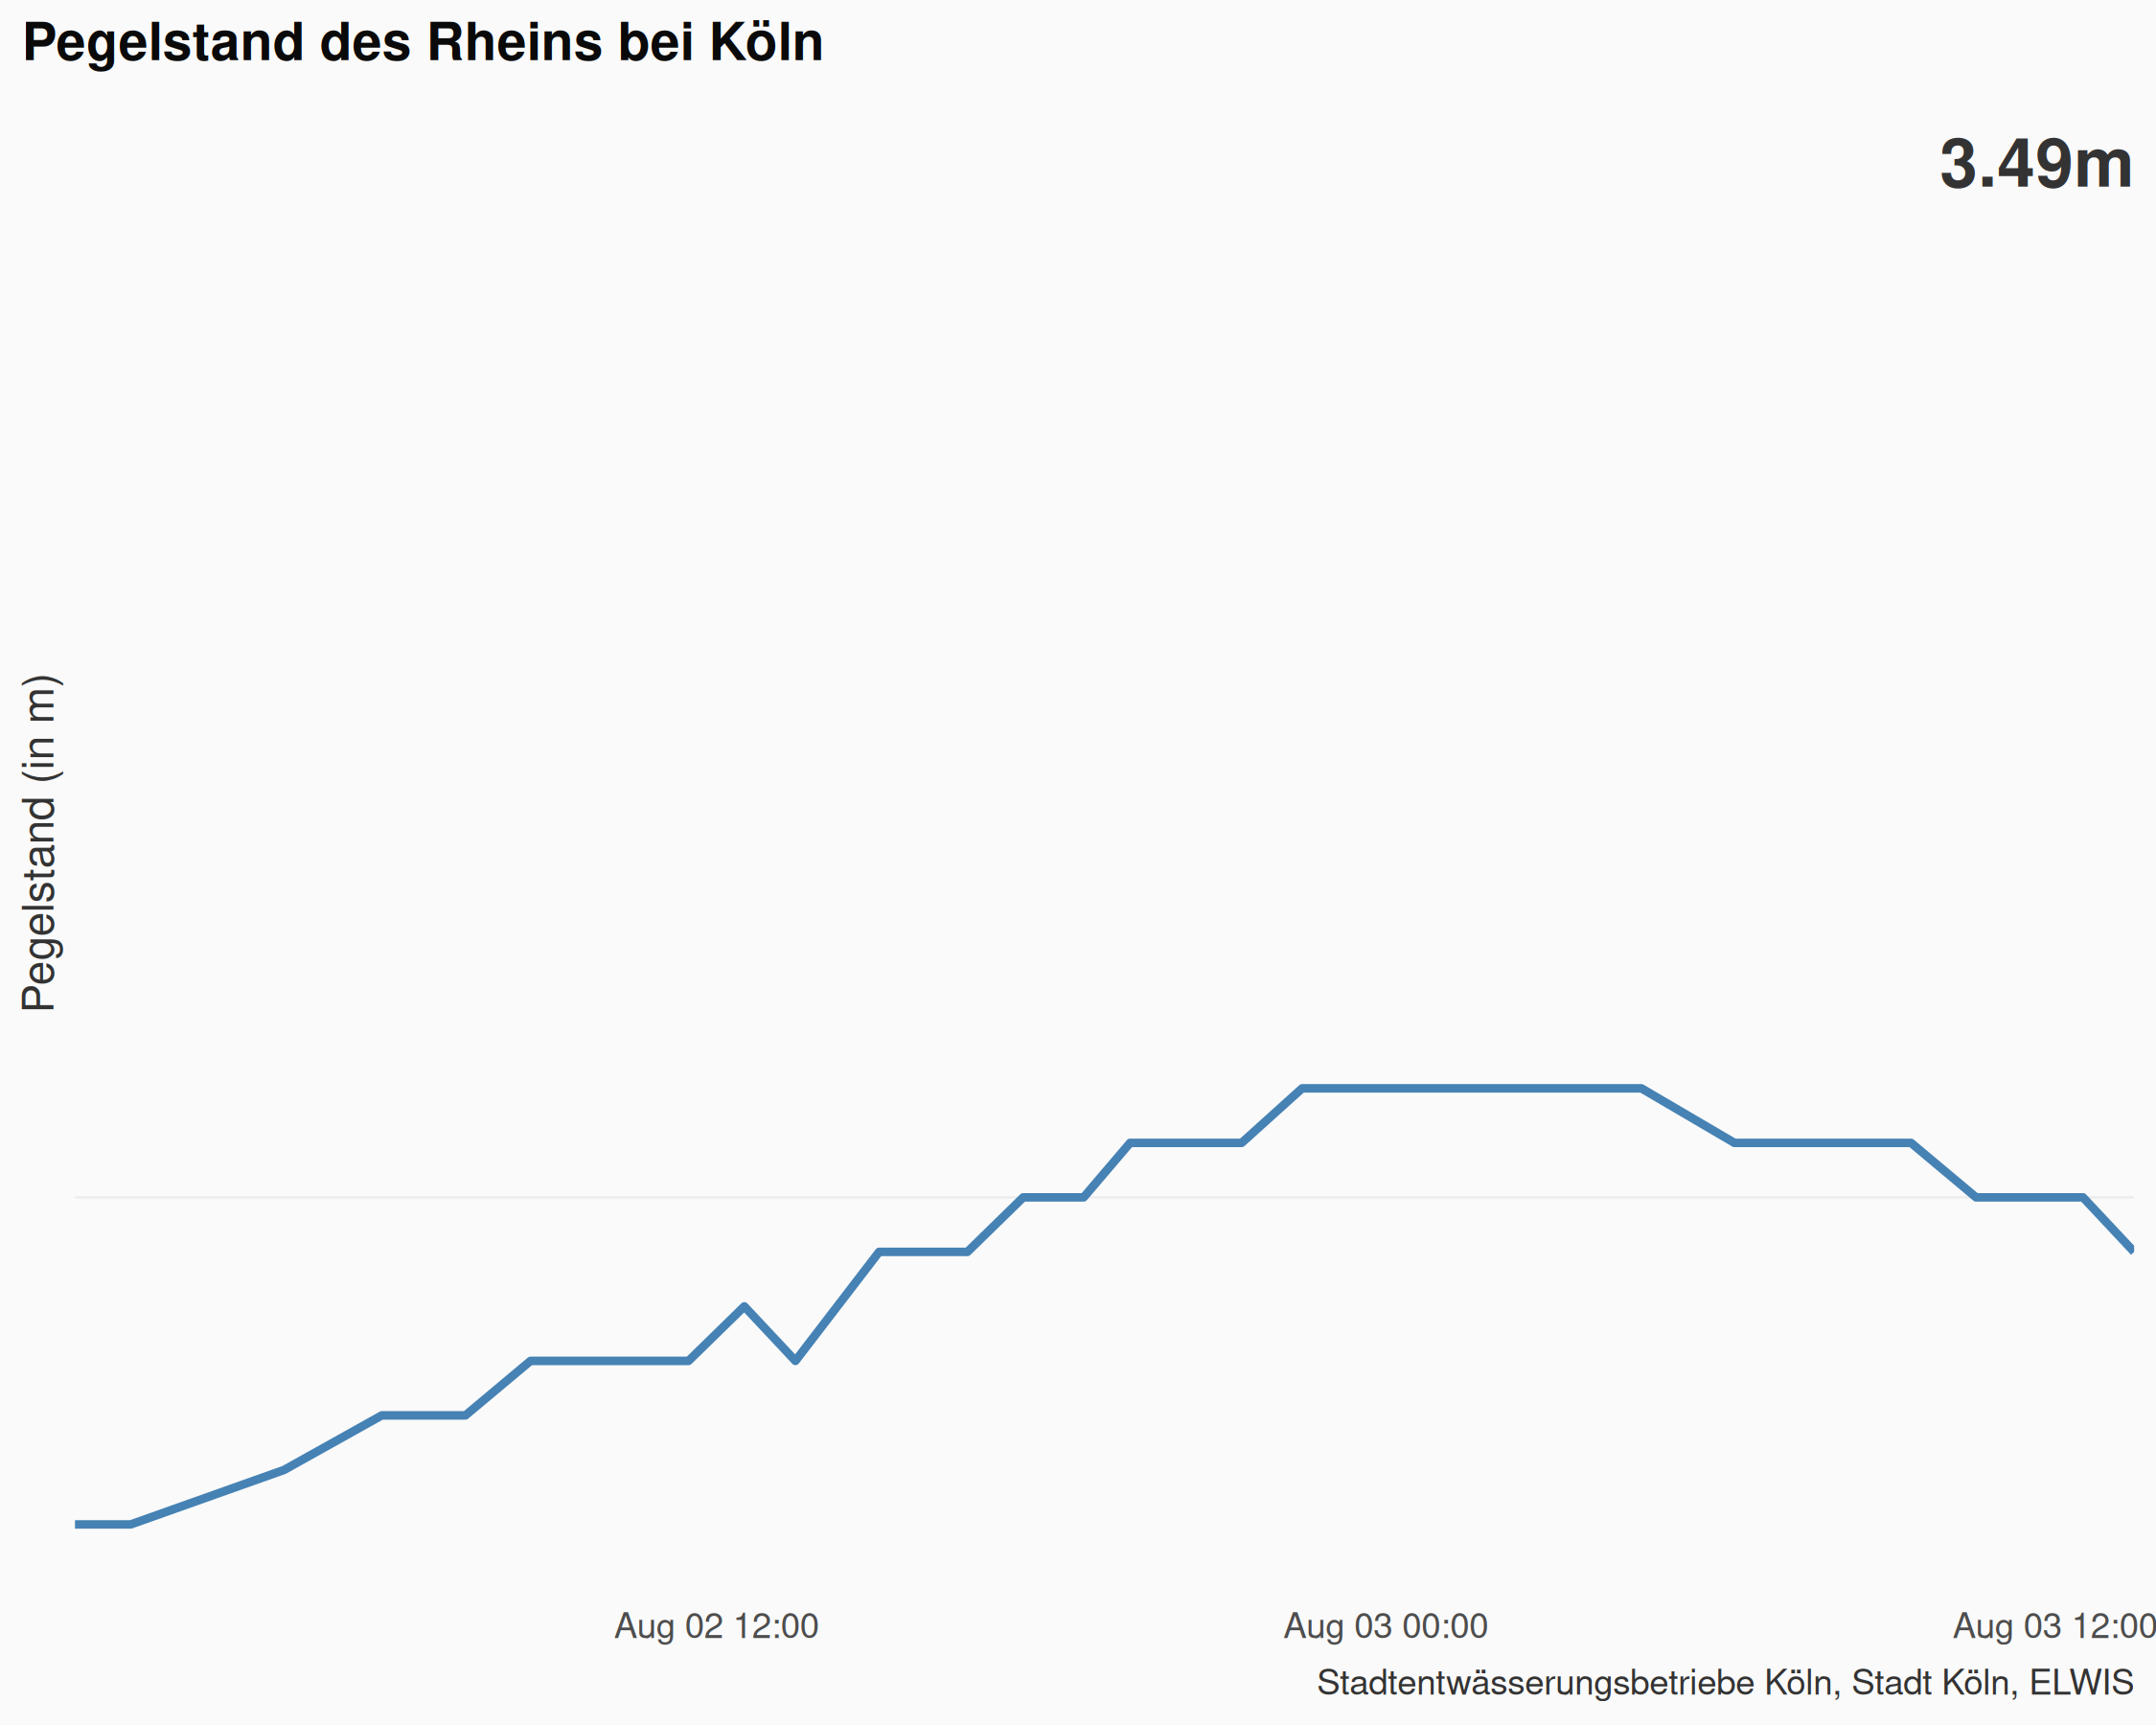 Pegelstand des Rheins bei Köln
3.49m
Pegelstand (in m)
Aug 02 12:00
Aug 03 00:00
Aug 03 12:00
Stadtentwässerungsbetriebe Köln, Stadt Köln, ELWIS